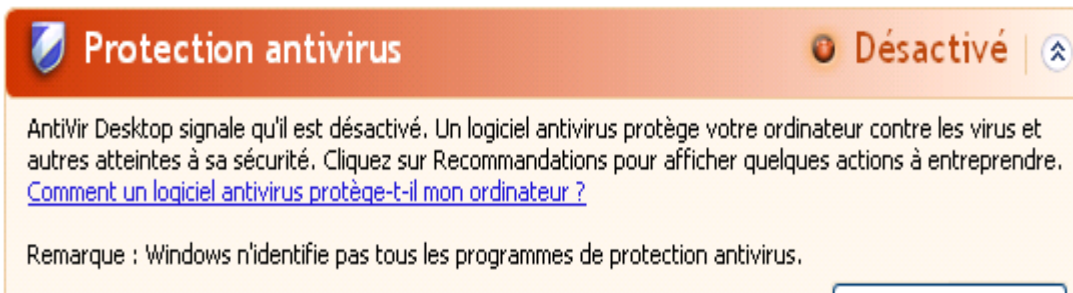 Protection antivirus
Désactivé
AntiVir Desktop signale qu'il est désactivé. Un logiciel antivirus protège votre ordinateur contre les virus et
autres atteintes à sa sécurité. Cliquez sur Recommandations pour afficher quelques actions à entreprendre.
Comment un logiciel antivirus protège-t-il mon ordinateur ?
Remarque : Windows n'identifie pas tous les programmes de protection antivirus.